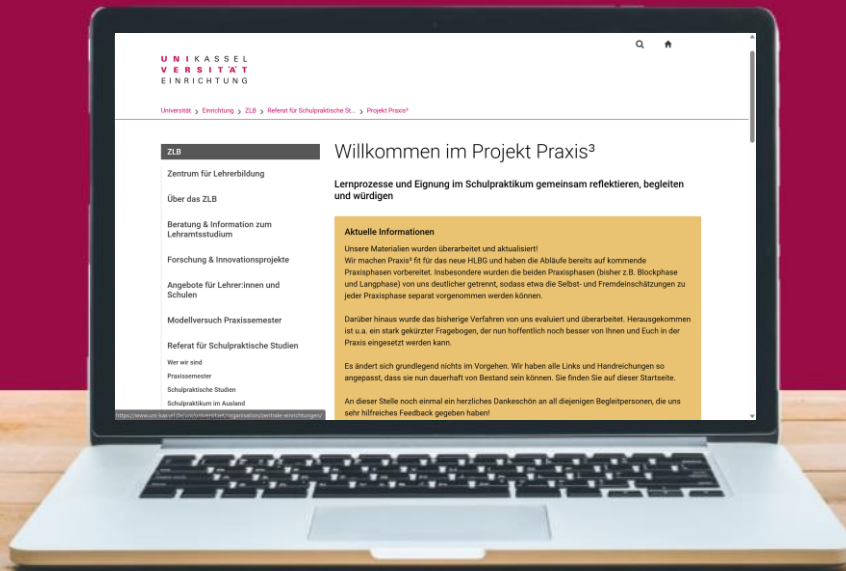 UNIKASSEL
VERSITÄT
EINRICHTUNG
Universität > Einrichtung > ZLB > Referat für Schulpraktische St... > Projekt Praxis³
ZLB
Zentrum für Lehrerbildung
Über das ZLB
Beratung & Information zum
Lehramtsstudium
Forschung & Innovationsprojekte
Angebote für Lehrer:innen und
Schulen
Modellversuch Praxissemester
Referat für Schulpraktische Studien
Wer wir sind
Praxissemester
Schulpraktische Studien
Schulpraktikum im Ausland
Willkommen im Projekt Praxis³
Lernprozesse und Eignung im Schulpraktikum gemeinsam reflektieren, begleiten
und würdigen
Aktuelle Informationen
Unsere Materialien wurden überarbeitet und aktualisiert!
Wir machen Praxis³ fit für das neue HLBG und haben die Abläufe bereits auf kommende
Praxisphasen vorbereitet. Insbesondere wurden die beiden Praxisphasen (bisher z.B. Blockphase
und Langphase) von uns deutlicher getrennt, sodass etwa die Selbst- und Fremdeinschätzungen zu
jeder Praxisphase separat vorgenommen werden können.
Darüber hinaus wurde das bisherige Verfahren von uns evaluiert und überarbeitet. Herausgekommen
ist u.a. ein stark gekürzter Fragebogen, der nun hoffentlich noch besser von Ihnen und Euch in der
Praxis eingesetzt werden kann.
Es ändert sich grundlegend nichts im Vorgehen. Wir haben alle Links und Handreichungen so
angepasst, dass sie nun dauerhaft von Bestand sein können. Sie finden Sie auf dieser Startseite.
An dieser Stelle noch einmal ein herzliches Dankeschön an all diejenigen Begleitpersonen, die uns
sehr hilfreiches Feedback gegeben haben!
https://www.uni-kassel.de/uni/universitaet/organisation/zentrale-einrichtungen/